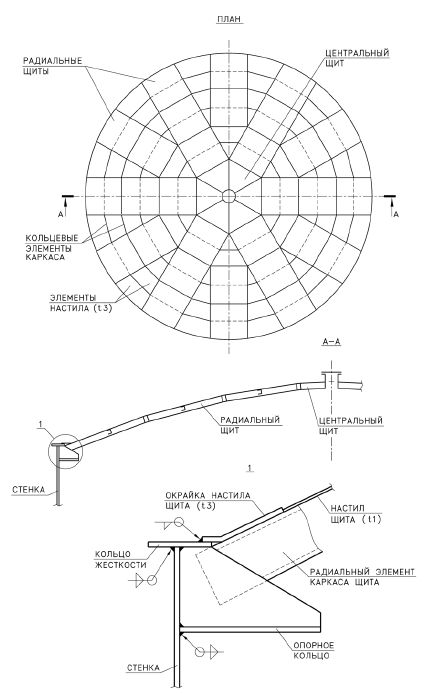 ПЛАН
РАДИАЛЬНЫЕ
ЩИТЫ
ЦЕНТРАЛЬНЫЙ
ЩИТ
А
А
КОЛЬЦЕВЫЕ
ЭЛЕМЕНТЫ
КАРКАСА
ЭЛЕМЕНТЫ
НАСТИЛА (t3)
А–А
1
РАДИАЛЬНЫЙ
ЩИТ
ЦЕНТРАЛЬНЫЙ
ЩИТ
СТЕНКА
1
ОКРАЙКА НАСТИЛА
ЩИТА (t3)
НАСТИЛ
ЩИТА (t1)
КОЛЬЦО
ЖЕСТКОСТИ
РАДИАЛЬНЫЙ ЭЛЕМЕНТ
КАРКАСА ЩИТА
ОПОРНОЕ
КОЛЬЦО
СТЕНКА